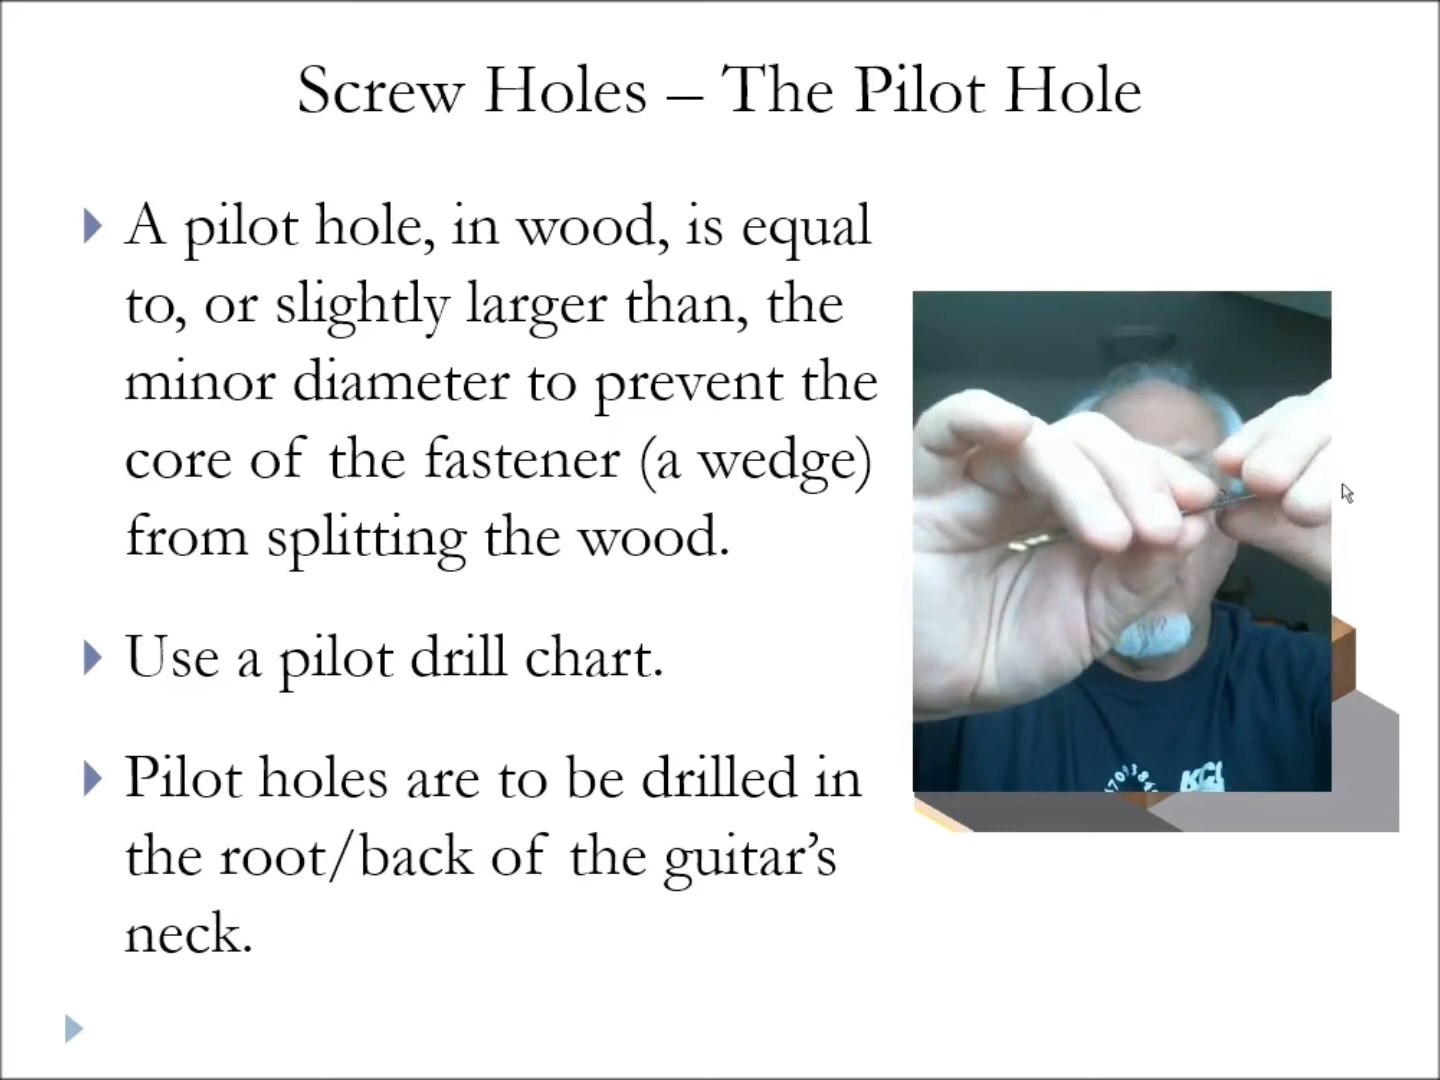 Screw Holes – The Pilot Hole
A pilot hole, in wood, is equal
to, or slightly larger than, the
minor diameter to prevent the
core of the fastener (a wedge)
from splitting the wood.
Use a pilot drill chart.
Pilot holes are to be drilled in
the root/back of the guitar’s
neck.